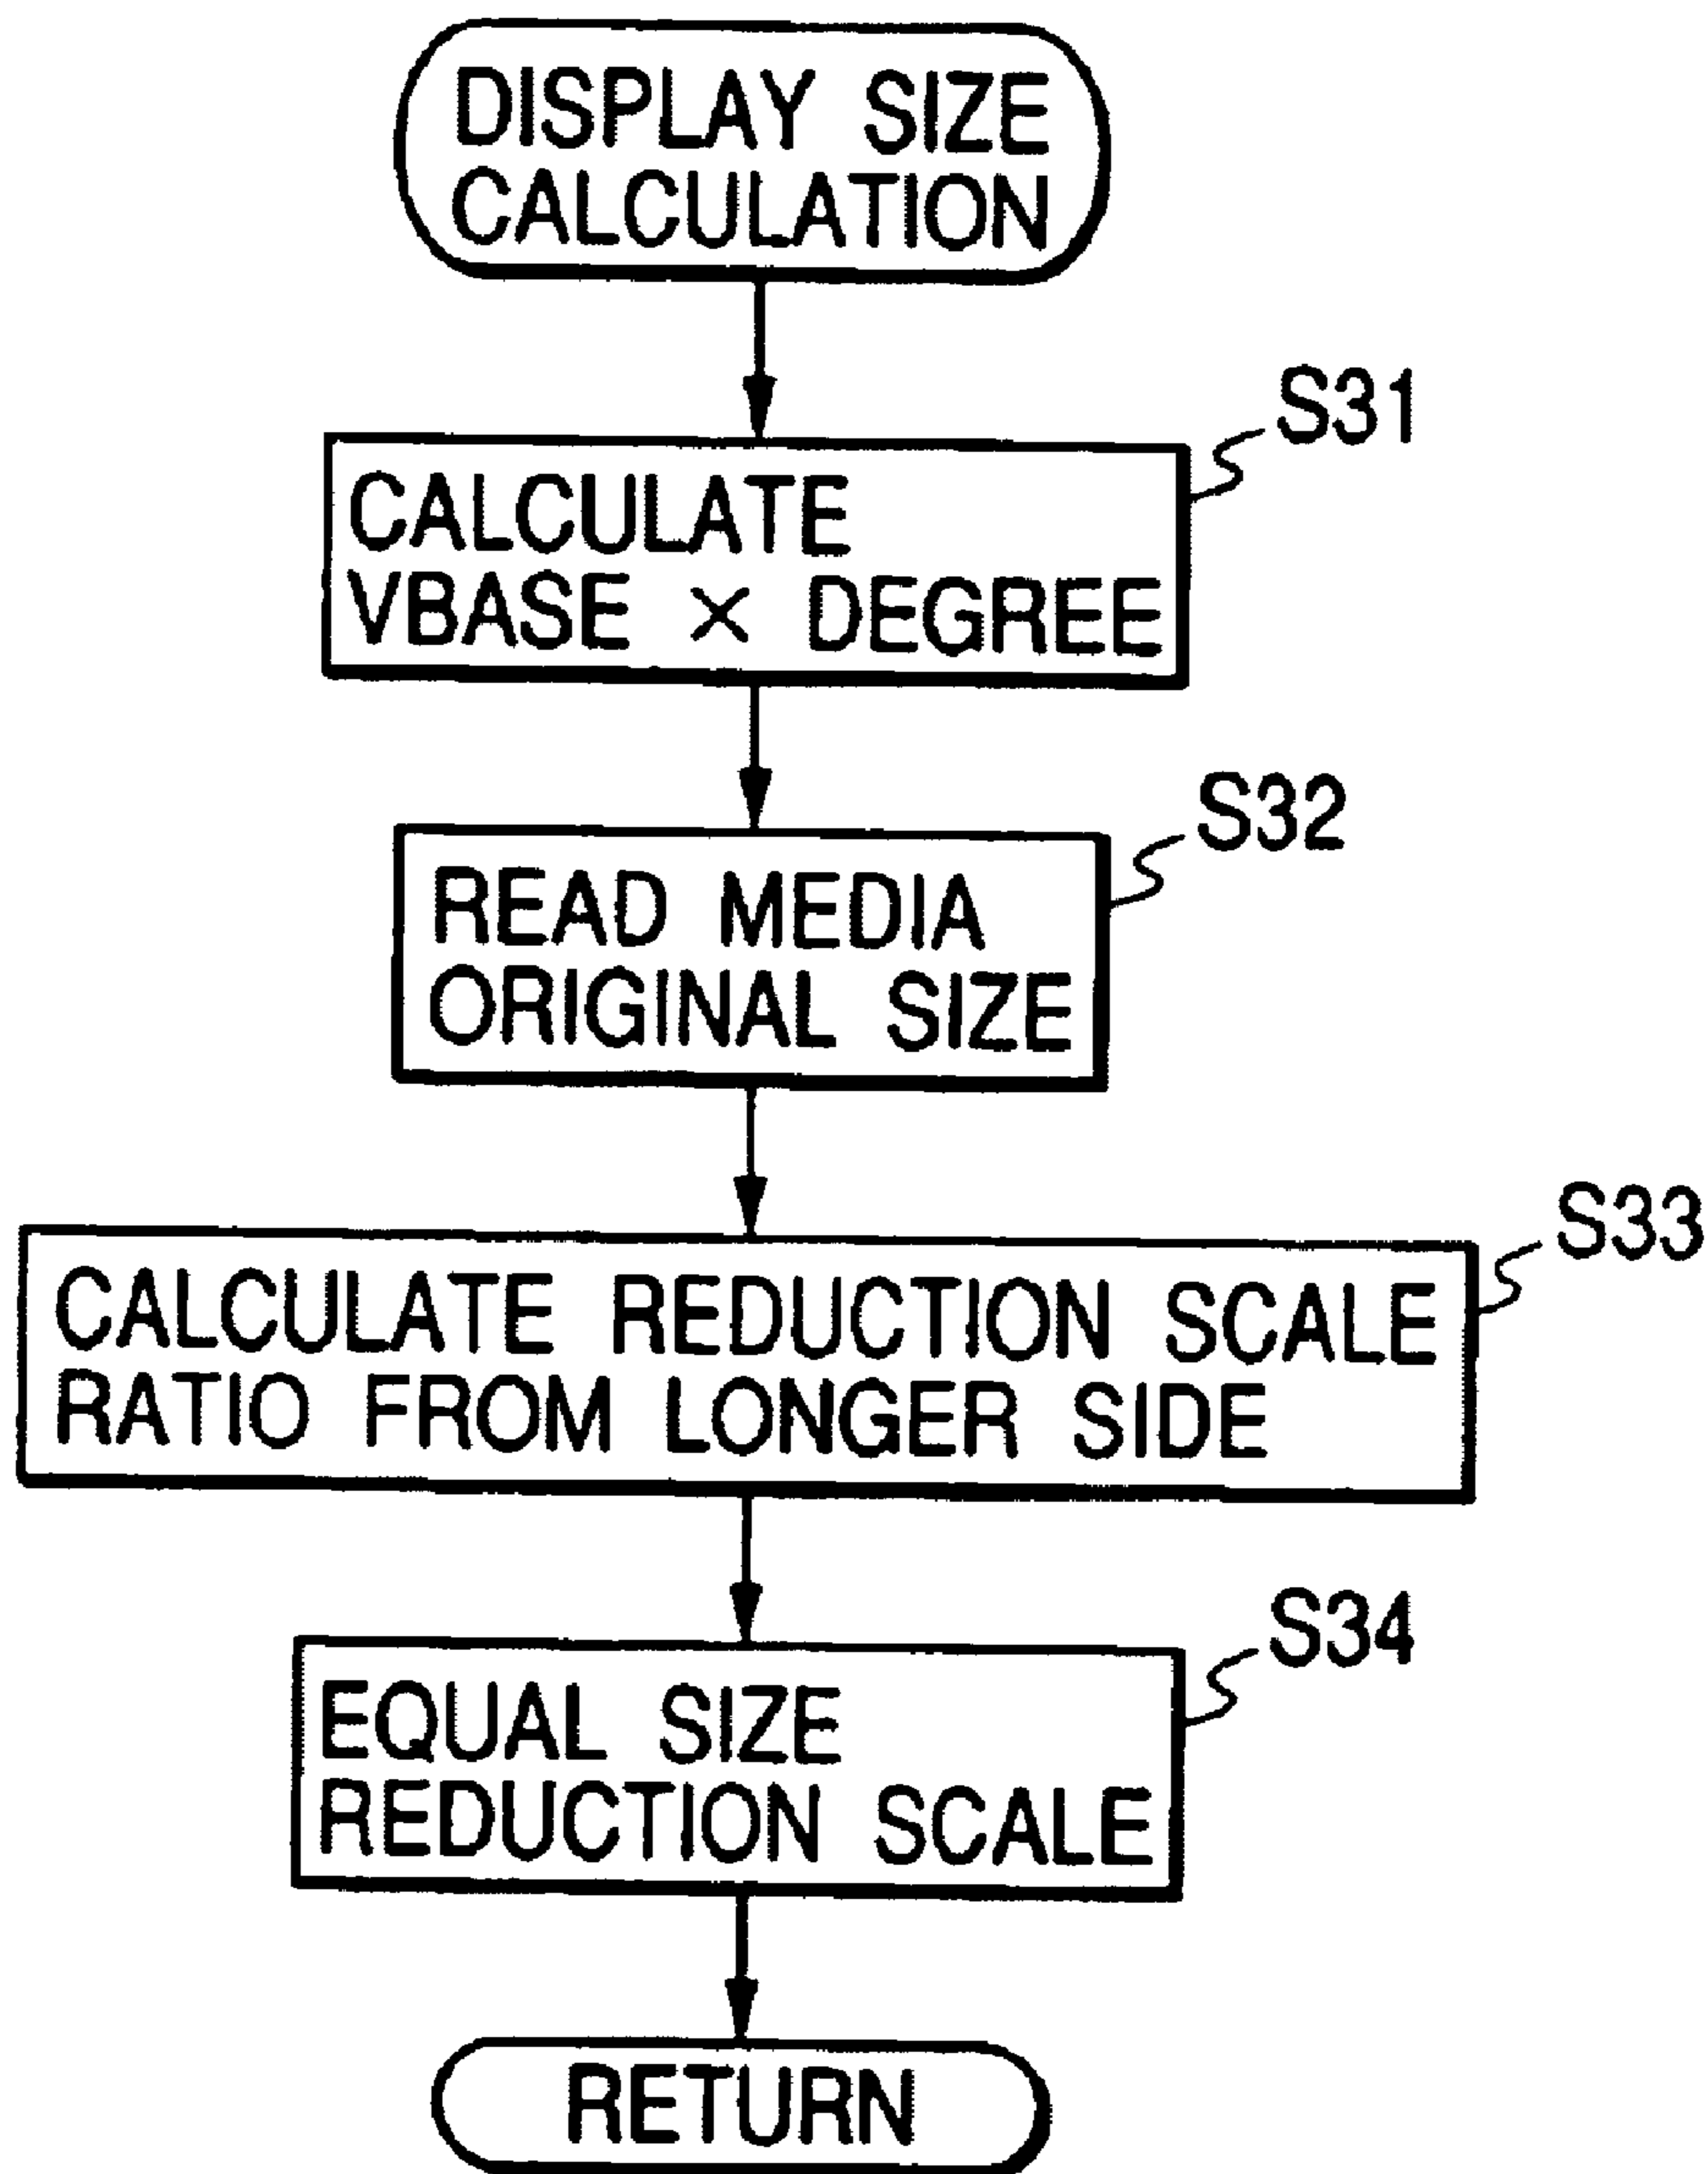 DISPLAY SIZE
CALCULATION
S31
CALCULATE
VBASE × DEGREE
S32
READ MEDIA
ORIGINAL SIZE
S33
CALCULATE REDUCTION SCALE
RATIO FROM LONGER SIDE
S34
EQUAL SIZE
REDUCTION SCALE
RETURN